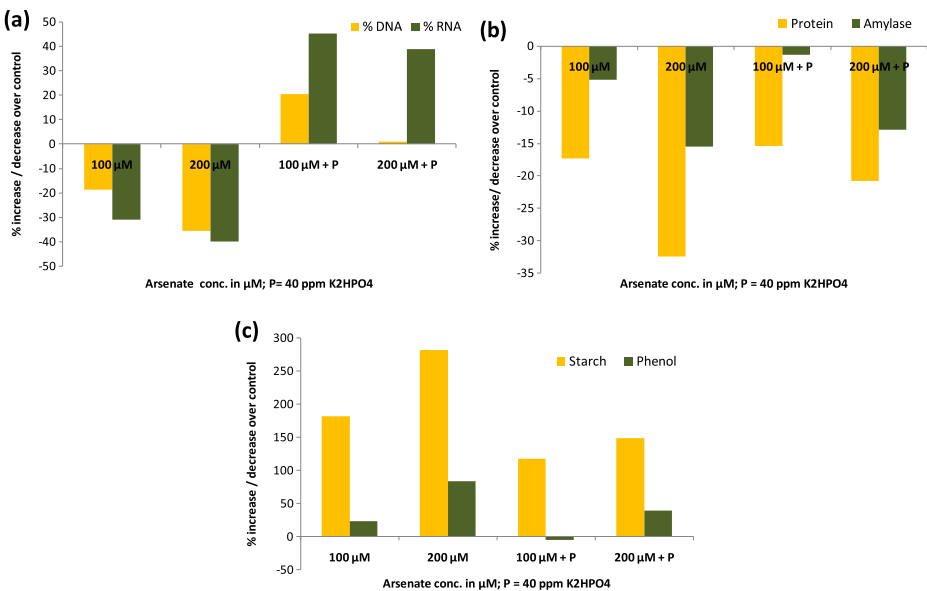 (a)
% DNA % RNA
50
40
30
20
10
0
-10
-20
-30
-40
-50
% increase / decrease over control
100 µM 200 µM 100 µM + P 200 µM + P
Arsenate conc. in µM; P= 40 ppm K2HPO4
(b)
Protein Amylase
0
-5
-10
-15
-20
-25
-30
-35
% increase/ decrease over control
100 µM 200 µM 100 µM + P 200 µM + P
Arsenate conc. in µM; P = 40 ppm K2HPO4
(c)
Starch Phenol
300
250
200
150
100
50
0
-50
% increase / decrease over control
100 µM 200 µM 100 µM + P 200 µM + P
Arsenate conc. in µM; P = 40 ppm K2HPO4